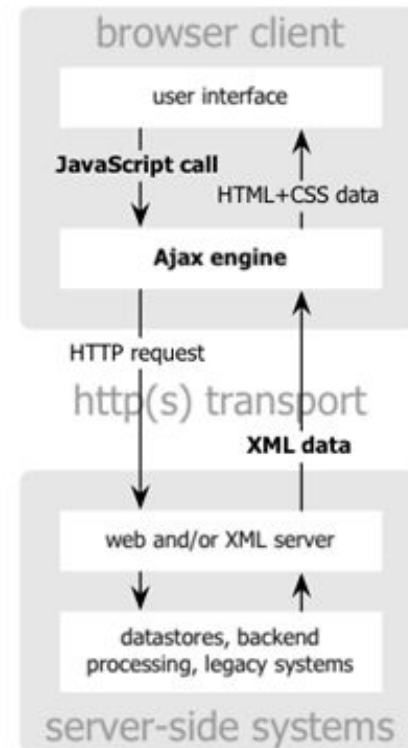 browser client
user interface
JavaScript call
HTML+CSS data
Ajax engine
HTTP request
http(s) transport
XML data
web and/or XML server
datastores, backend
processing, legacy systems
server-side systems